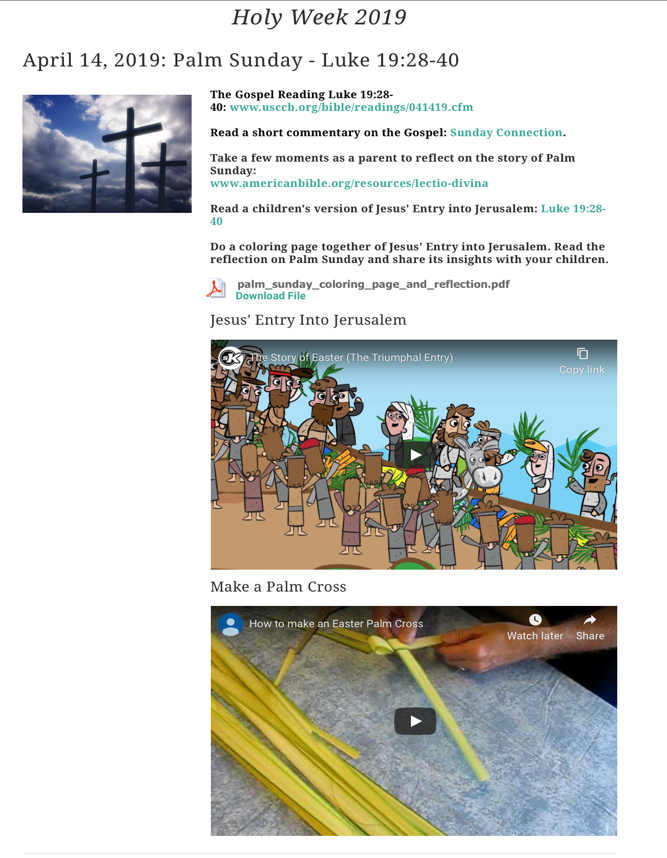 Holy Week 2019
April 14, 2019: Palm Sunday - Luke 19:28-40
The Gospel Reading Luke 19:28-
40: www.usccb.org/bible/readings/041419.cfm
Read a short commentary on the Gospel: Sunday Connection.
Take a few moments as a parent to reflect on the story of Palm
Sunday:
www.americanbible.org/resources/lectio-divina
Read a children's version of Jesus' Entry into Jerusalem: Luke 19:28-
40
Do a coloring page together of Jesus' Entry into Jerusalem. Read the
reflection on Palm Sunday and share its insights with your children.
palm_sunday_coloring_page_and_reflection.pdf
Download File
Jesus' Entry Into Jerusalem
SK The Story of Easter (The Triumphal Entry)
Copy link
Make a Palm Cross
How to make an Easter Palm Cross
Watch later Share